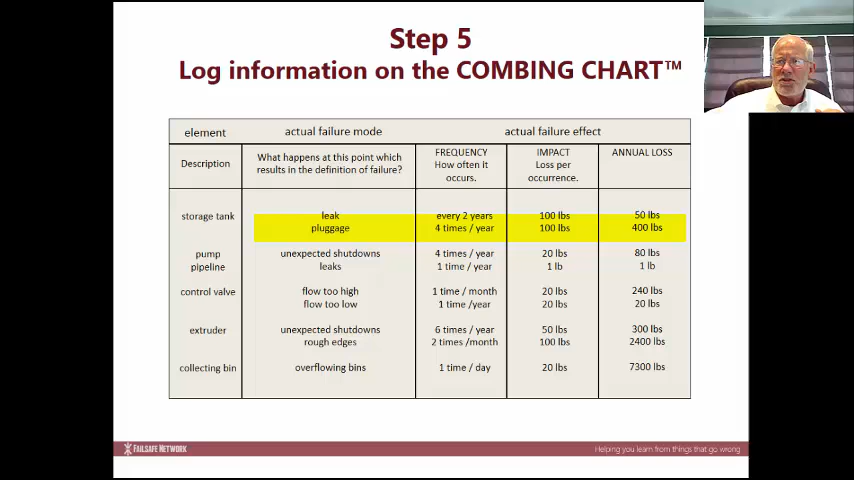 Step 5
Log information on the COMBING CHART™
element actual failure mode actual failure effect
Description What happens at this point which results in the definition of failure? FREQUENCY How often it occurs. IMPACT Loss per occurrence. ANNUAL LOSS
storage tank leak every 2 years 100 lbs 50 lbs
pluggage 4 times / year 100 lbs 400 lbs
pump unexpected shutdowns 4 times / year 20 lbs 80 lbs
pipeline leaks 1 time / year 1 lb 1 lb
control valve flow too high 1 time / month 20 lbs 240 lbs
flow too low 1 time /year 20 lbs 20 lbs
extruder unexpected shutdowns 6 times / year 50 lbs 300 lbs
rough edges 2 times /month 100 lbs 2400 lbs
collecting bin overflowing bins 1 time / day 20 lbs 7300 lbs
FAILSAFE NETWORK Helping you learn from things that go wrong